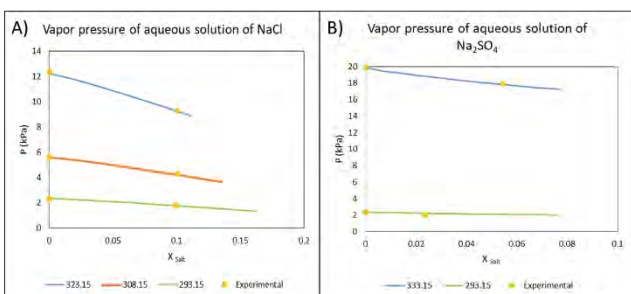 A) Vapor pressure of aqueous solution of NaCl
14
12
10
8
6
4
2
0
P (kPa)
0 0.05 0.1 0.15 0.2
X Salt
323.15 308.15 293.15 Experimental
B) Vapor pressure of aqueous solution of
Na₂SO₄
20
18
16
14
12
10
8
6
4
2
0
P (kPa)
0 0.02 0.04 0.06 0.08 0.1
X Salt
333.15 293.15 Experimental